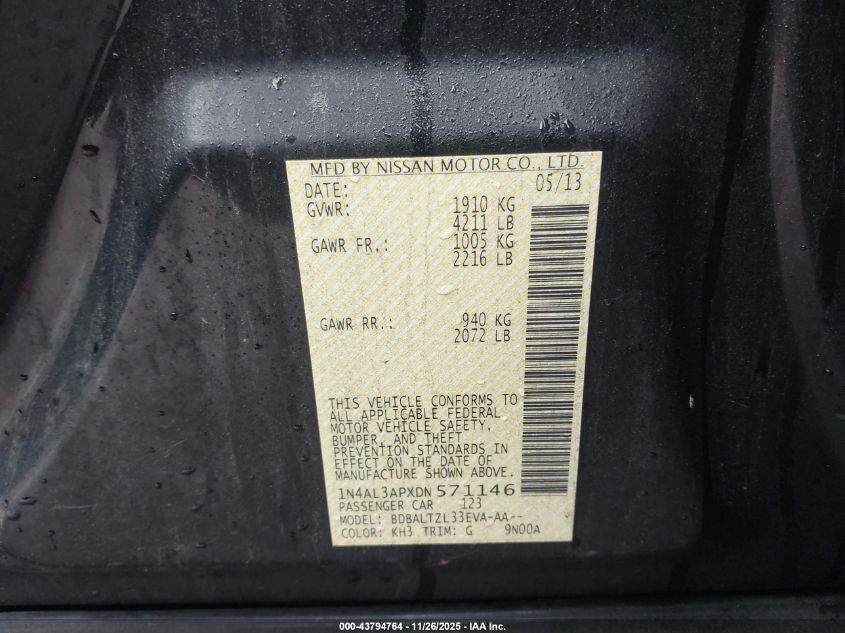 MFD BY NISSAN MOTOR CO., LTD.
DATE: 05/13
GVWR: 1910 KG
4211 LB
GAWR FR.: 1005 KG
2216 LB
GAWR RR.: 940 KG
2072 LB
THIS VEHICLE CONFORMS TO
ALL APPLICABLE FEDERAL
MOTOR VEHICLE SAFETY,
BUMPER, AND THEFT
PREVENTION STANDARDS IN
EFFECT ON THE DATE OF
MANUFACTURE SHOWN ABOVE.
1N4AL3APXDN571146
PASSENGER CAR 123
MODEL: BDBALTZL33EVA-AA--
COLOR: KH3 TRIM: G 9N00A
000-43794764 | 11/26/2025 - IAA Inc.